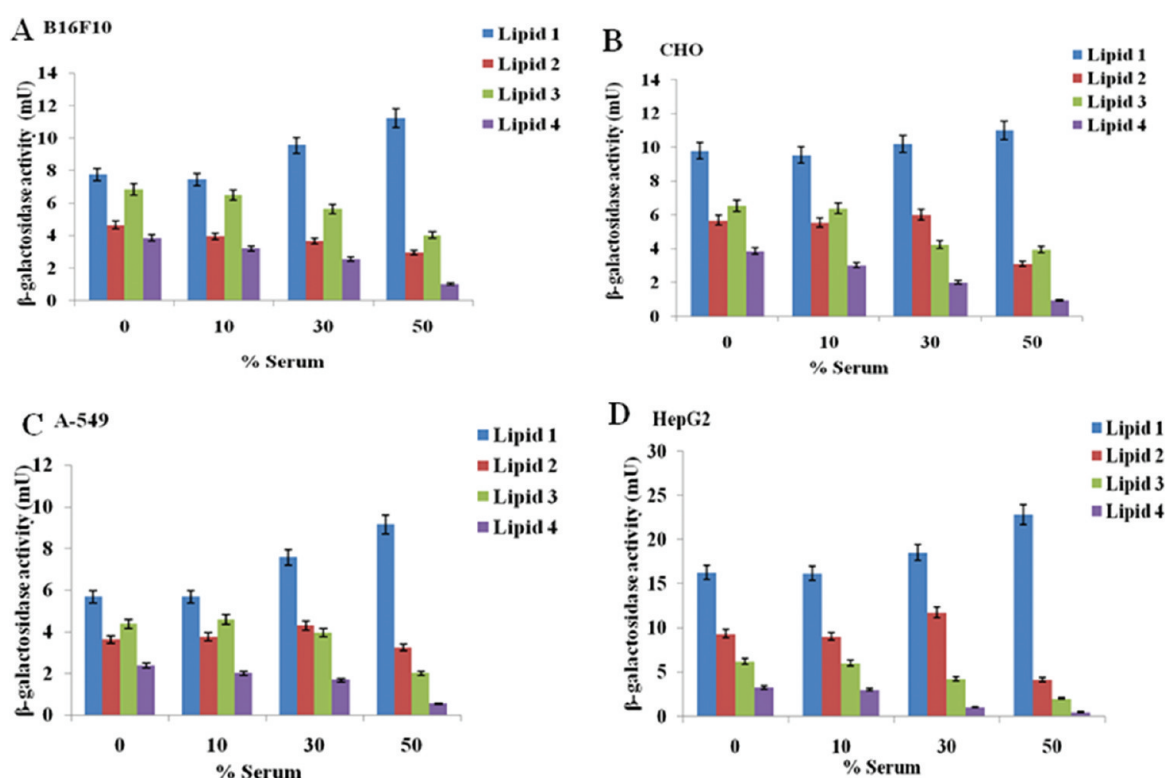 A B16F10
Lipid 1
Lipid 2
Lipid 3
Lipid 4
β-galactosidase activity (mU)
14
12
10
8
6
4
2
0
0 10 30 50
% Serum
B CHO
Lipid 1
Lipid 2
Lipid 3
Lipid 4
β-galactosidase activity (mU)
14
12
10
8
6
4
2
0
0 10 30 50
% Serum
C A-549
Lipid 1
Lipid 2
Lipid 3
Lipid 4
β-galactosidase activity (mU)
12
10
8
6
4
2
0
0 10 30 50
% Serum
D HepG2
Lipid 1
Lipid 2
Lipid 3
Lipid 4
β-galactosidase activity (mU)
30
25
20
15
10
5
0
0 10 30 50
% Serum